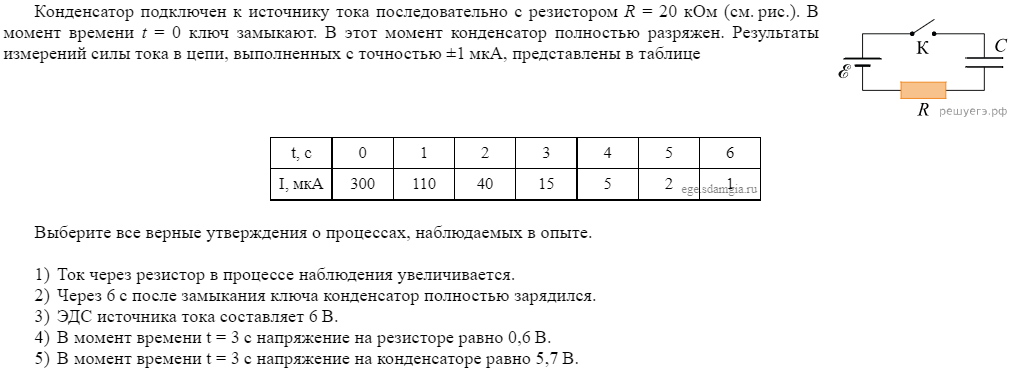 Конденсатор подключен к источнику тока последовательно с резистором R = 20 кОм (см. рис.). В
момент времени t = 0 ключ замыкают. В этот момент конденсатор полностью разряжен. Результаты
измерений силы тока в цепи, выполненных с точностью ±1 мкА, представлены в таблице
К
C
ℰ
R
решуегэ.рф
t, с 0 1 2 3 4 5 6
I, мкА 300 110 40 15 5 2 1
ege.sdamgia.ru
Выберите все верные утверждения о процессах, наблюдаемых в опыте.
1) Ток через резистор в процессе наблюдения увеличивается.
2) Через 6 с после замыкания ключа конденсатор полностью зарядился.
3) ЭДС источника тока составляет 6 В.
4) В момент времени t = 3 с напряжение на резисторе равно 0,6 В.
5) В момент времени t = 3 с напряжение на конденсаторе равно 5,7 В.